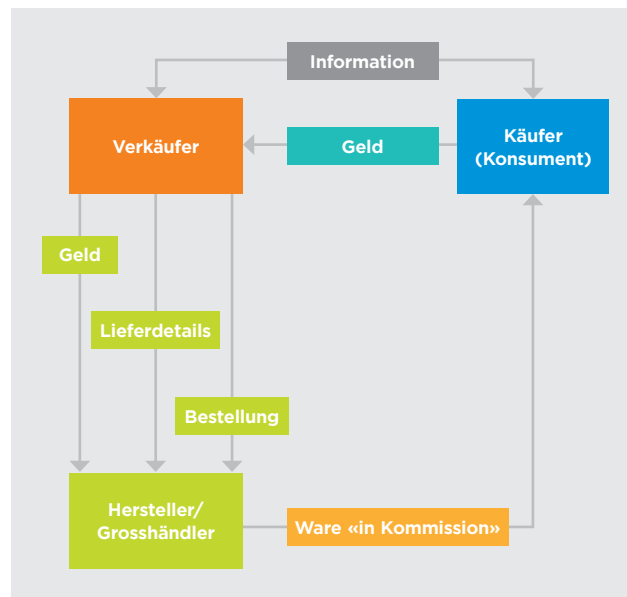 Information
Verkäufer
Geld
Käufer
(Konsument)
Geld
Lieferdetails
Bestellung
Hersteller/
Grosshändler
Ware «in Kommission»